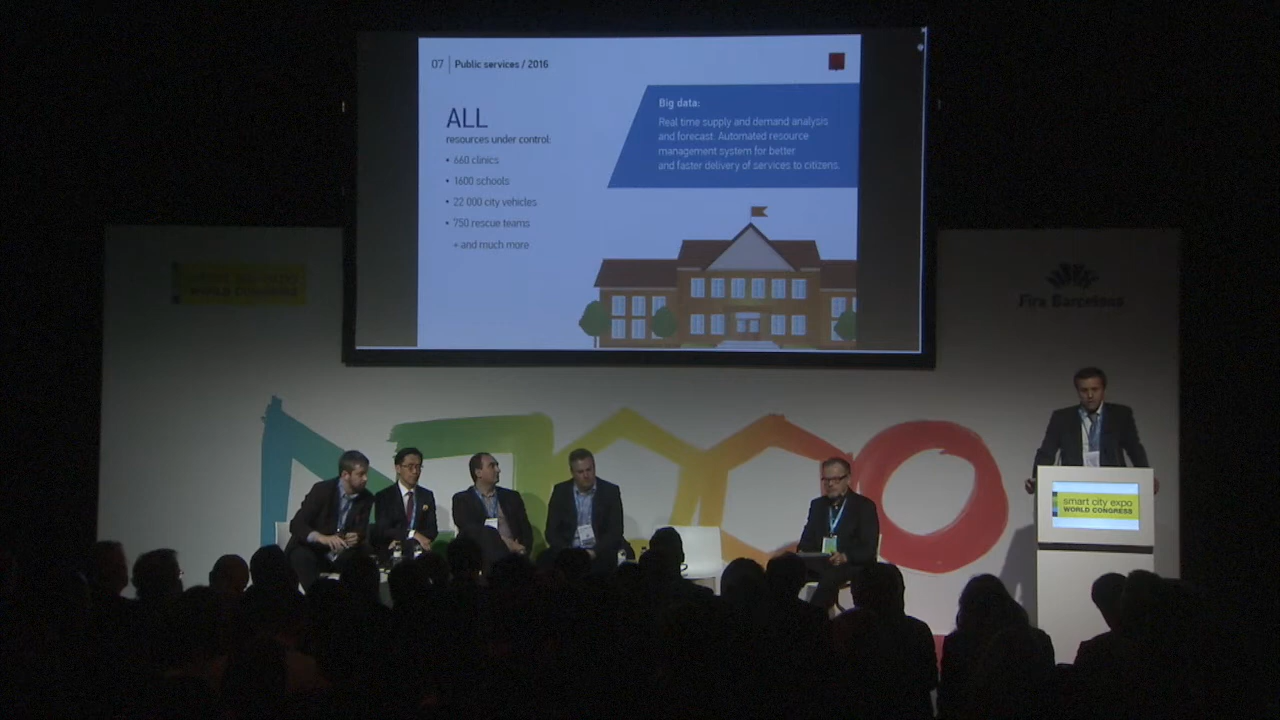 07 | Public services / 2016
ALL
resources under control:
• 660 clinics
• 1600 schools
• 22 000 city vehicles
• 750 rescue teams
+ and much more
Big data:
Real time supply and demand analysis
and forecast. Automated resource
management system for better
and faster delivery of services to citizens.
WORLD CONGRESS
Fira Barcelona
smart city expo
WORLD CONGRESS